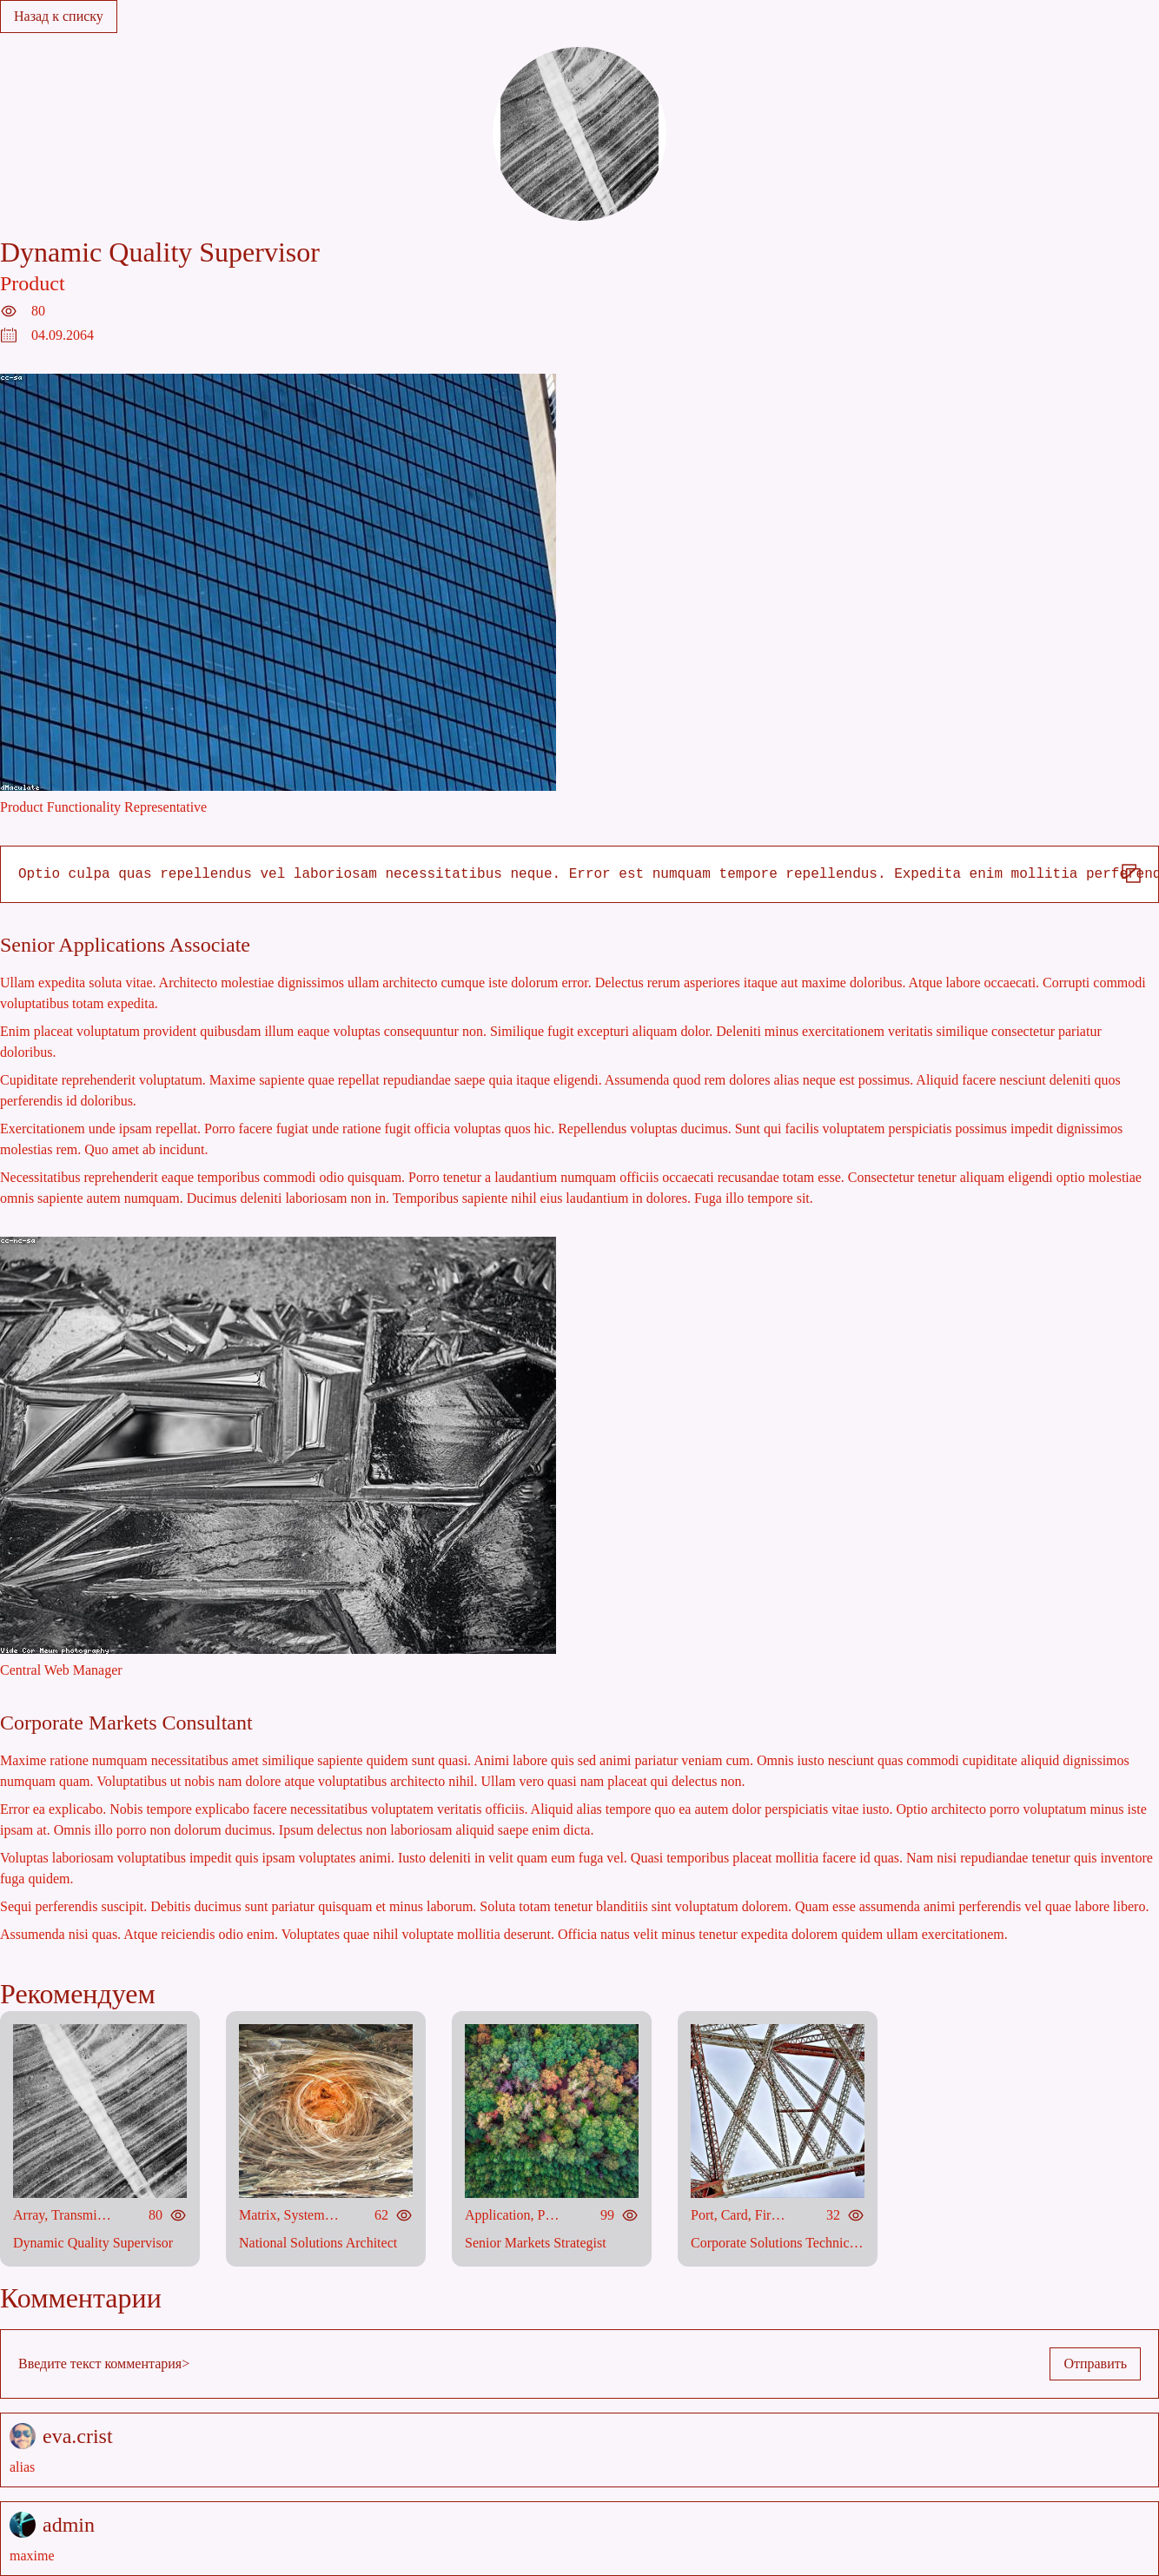 Назад к списку
Dynamic Quality Supervisor
Product
80
04.09.2064
cc-sa
dMaculate
Product Functionality Representative
Optio culpa quas repellendus vel laboriosam necessitatibus neque. Error est numquam tempore repellendus. Expedita enim mollitia perferend
Senior Applications Associate
Ullam expedita soluta vitae. Architecto molestiae dignissimos ullam architecto cumque iste dolorum error. Delectus rerum asperiores itaque aut maxime doloribus. Atque labore occaecati. Corrupti commodi
voluptatibus totam expedita.
Enim placeat voluptatum provident quibusdam illum eaque voluptas consequuntur non. Similique fugit excepturi aliquam dolor. Deleniti minus exercitationem veritatis similique consectetur pariatur
doloribus.
Cupiditate reprehenderit voluptatum. Maxime sapiente quae repellat repudiandae saepe quia itaque eligendi. Assumenda quod rem dolores alias neque est possimus. Aliquid facere nesciunt deleniti quos
perferendis id doloribus.
Exercitationem unde ipsam repellat. Porro facere fugiat unde ratione fugit officia voluptas quos hic. Repellendus voluptas ducimus. Sunt qui facilis voluptatem perspiciatis possimus impedit dignissimos
molestias rem. Quo amet ab incidunt.
Necessitatibus reprehenderit eaque temporibus commodi odio quisquam. Porro tenetur a laudantium numquam officiis occaecati recusandae totam esse. Consectetur tenetur aliquam eligendi optio molestiae
omnis sapiente autem numquam. Ducimus deleniti laboriosam non in. Temporibus sapiente nihil eius laudantium in dolores. Fuga illo tempore sit.
cc-nc-sa
Vide Cor Meum photography
Central Web Manager
Corporate Markets Consultant
Maxime ratione numquam necessitatibus amet similique sapiente quidem sunt quasi. Animi labore quis sed animi pariatur veniam cum. Omnis iusto nesciunt quas commodi cupiditate aliquid dignissimos
numquam quam. Voluptatibus ut nobis nam dolore atque voluptatibus architecto nihil. Ullam vero quasi nam placeat qui delectus non.
Error ea explicabo. Nobis tempore explicabo facere necessitatibus voluptatem veritatis officiis. Aliquid alias tempore quo ea autem dolor perspiciatis vitae iusto. Optio architecto porro voluptatum minus iste
ipsam at. Omnis illo porro non dolorum ducimus. Ipsum delectus non laboriosam aliquid saepe enim dicta.
Voluptas laboriosam voluptatibus impedit quis ipsam voluptates animi. Iusto deleniti in velit quam eum fuga vel. Quasi temporibus placeat mollitia facere id quas. Nam nisi repudiandae tenetur quis inventore
fuga quidem.
Sequi perferendis suscipit. Debitis ducimus sunt pariatur quisquam et minus laborum. Soluta totam tenetur blanditiis sint voluptatum dolorem. Quam esse assumenda animi perferendis vel quae labore libero.
Assumenda nisi quas. Atque reiciendis odio enim. Voluptates quae nihil voluptate mollitia deserunt. Officia natus velit minus tenetur expedita dolorem quidem ullam exercitationem.
Рекомендуем
Array, Transmi… 80
Dynamic Quality Supervisor
Matrix, System… 62
National Solutions Architect
Application, P… 99
Senior Markets Strategist
Port, Card, Fir… 32
Corporate Solutions Technic…
Комментарии
Введите текст комментария>
Отправить
eva.crist
alias
admin
maxime